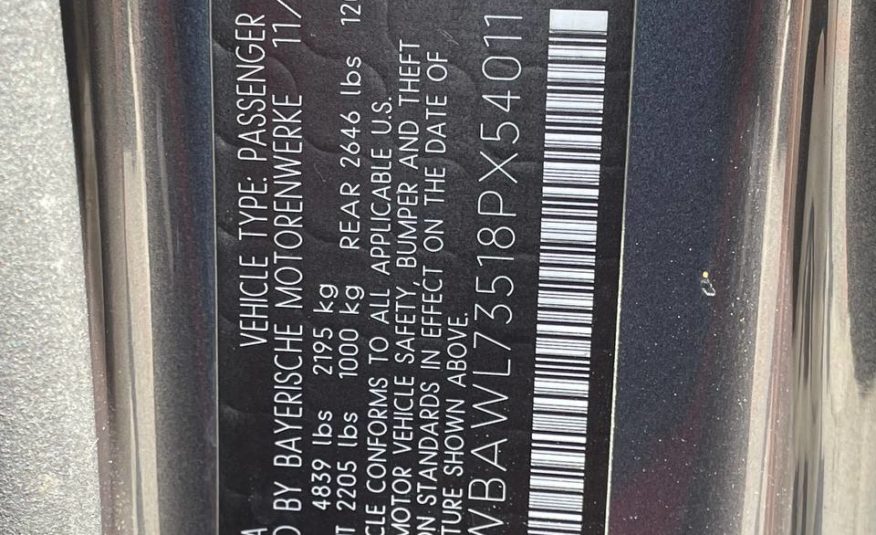 A VEHICLE TYPE: PASSENGER
D BY BAYERISCHE MOTORENWERKE 11/
4839 lbs 2195 kg
T 2205 lbs 1000 kg REAR 2646 lbs 120
CLE CONFORMS TO ALL APPLICABLE U.S.
MOTOR VEHICLE SAFETY, BUMPER AND THEFT
ON STANDARDS IN EFFECT ON THE DATE OF
TURE SHOWN ABOVE.
WBAWL73518PX54011